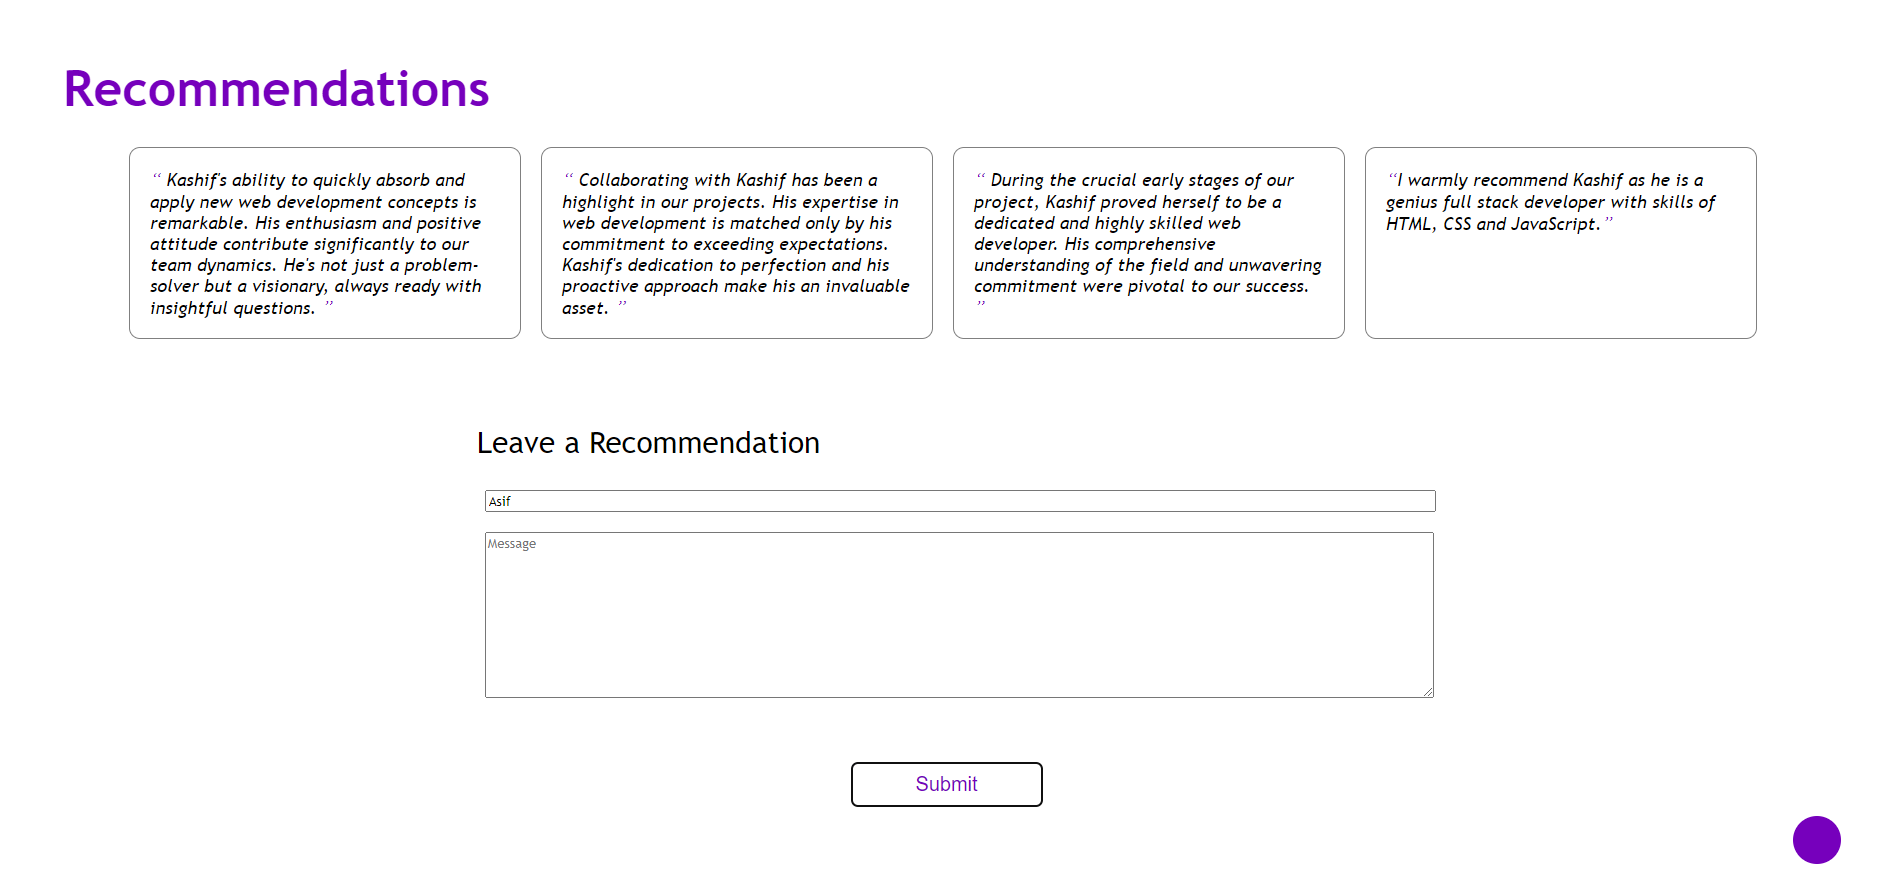 Recommendations
“ Kashif's ability to quickly absorb and
apply new web development concepts is
remarkable. His enthusiasm and positive
attitude contribute significantly to our
team dynamics. He's not just a problem-
solver but a visionary, always ready with
insightful questions. ”
“ Collaborating with Kashif has been a
highlight in our projects. His expertise in
web development is matched only by his
commitment to exceeding expectations.
Kashif's dedication to perfection and his
proactive approach make his an invaluable
asset. ”
“ During the crucial early stages of our
project, Kashif proved herself to be a
dedicated and highly skilled web
developer. His comprehensive
understanding of the field and unwavering
commitment were pivotal to our success.
”
“I warmly recommend Kashif as he is a
genius full stack developer with skills of
HTML, CSS and JavaScript.”
Leave a Recommendation
Asif
Message
Submit